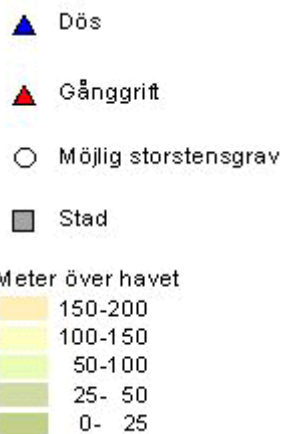 Dös
Gånggrift
Möjlig storstensgrav
Stad
Meter över havet
150-200
100-150
50-100
25- 50
0- 25